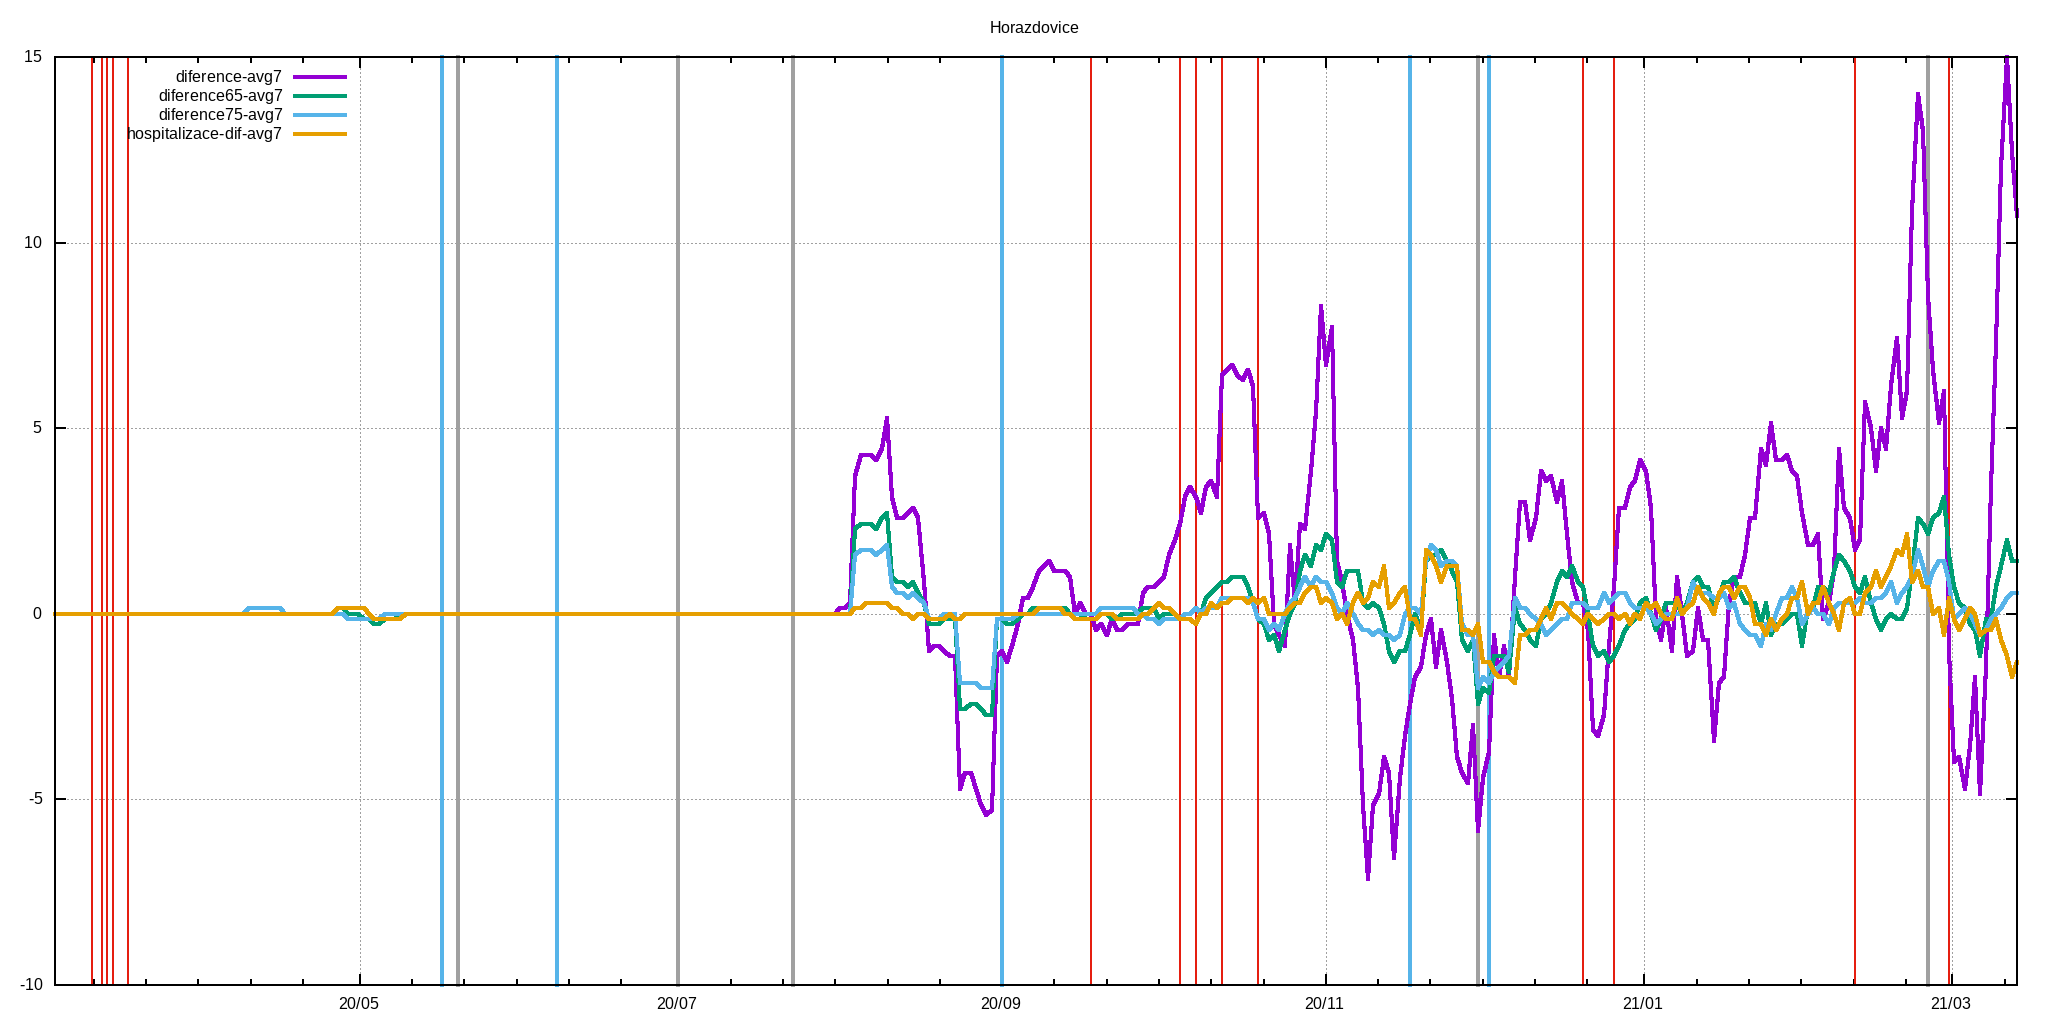 Horazdovice
15
diference-avg7
diference65-avg7
diference75-avg7
hospitalizace-dif-avg7
10
5
0
-5
-10
20/05 20/07 20/09 20/11 21/01 21/03